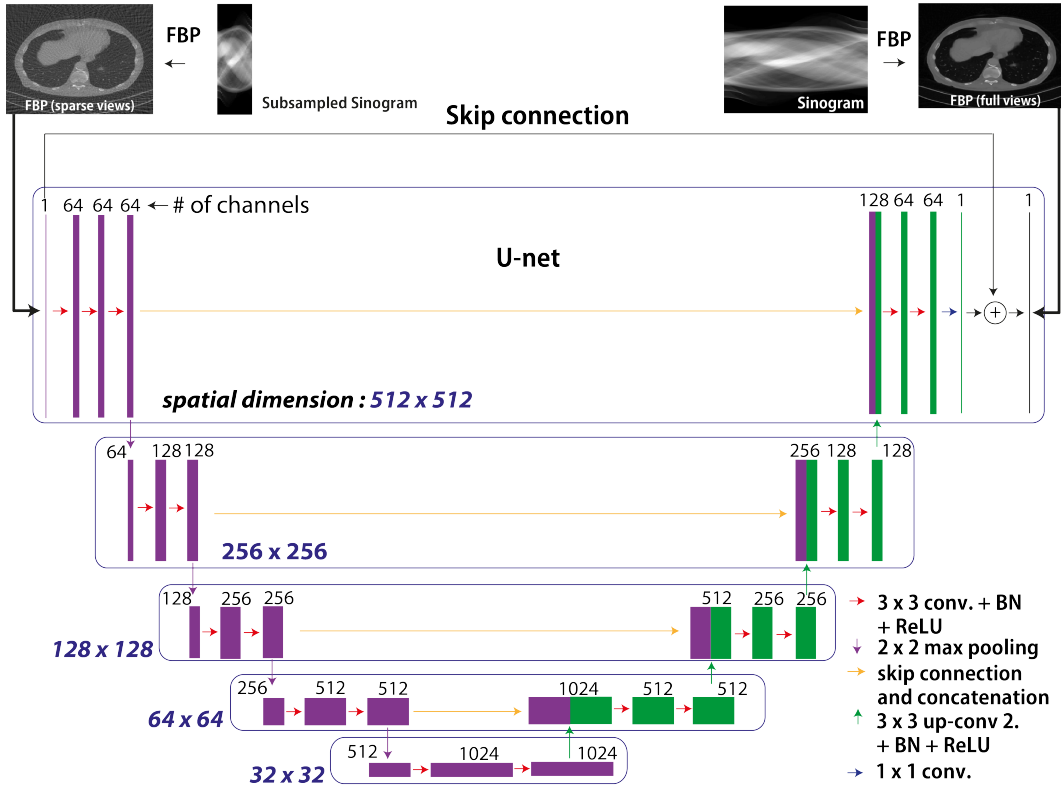 FBP
FBP (sparse views)
Subsampled Sinogram
Sinogram
FBP
FBP (full views)
Skip connection
1 64 64 64 # of channels
128 64 64 1 1
U-net
+
spatial dimension : 512 x 512
64 128 128
256 128 128
256 x 256
128 256 256
512 256 256
128 x 128
256 512 512
1024 512 512
64 x 64
512 1024 1024
32 x 32
3 x 3 conv. + BN
+ ReLU
2 x 2 max pooling
skip connection
and concatenation
3 x 3 up-conv 2.
+ BN + ReLU
1 x 1 conv.